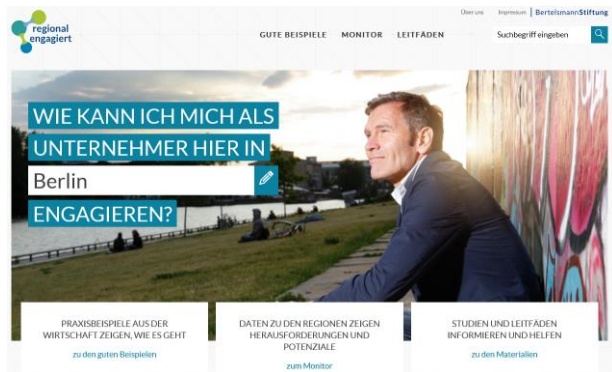 regional
engagiert
Über uns
Impressum
BertelsmannStiftung
GUTE BEISPIELE
MONITOR
LEITFÄDEN
Suchbegriff eingeben
WIE KANN ICH MICH ALS
UNTERNEHMER HIER IN
Berlin
ENGAGIEREN?
PRAXISBEISPIELE AUS DER
WIRTSCHAFT ZEIGEN, WIE ES GEHT
zu den guten Beispielen
DATEN ZU DEN REGIONEN ZEIGEN
HERAUSFORDERUNGEN UND
POTENZIALE
zum Monitor
STUDIEN UND LEITFÄDEN
INFORMIEREN UND HELFEN
zu den Materialien